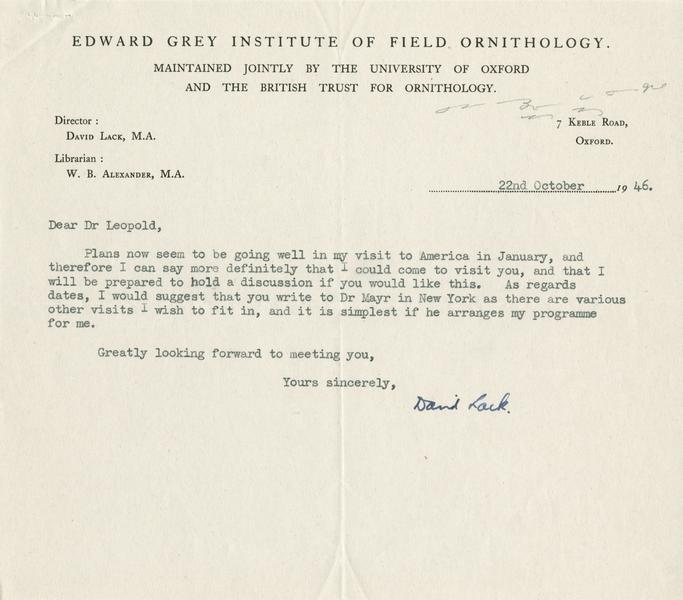 EDWARD GREY INSTITUTE OF FIELD ORNITHOLOGY.
MAINTAINED JOINTLY BY THE UNIVERSITY OF OXFORD
AND THE BRITISH TRUST FOR ORNITHOLOGY.
Director :
DAVID LACK, M.A.
Librarian :
W. B. ALEXANDER, M.A.
7 KEBLE ROAD,
OXFORD.
22nd October 1946.
Dear Dr Leopold,
Plans now seem to be going well in my visit to America in January, and
therefore I can say more definitely that I could come to visit you, and that I
will be prepared to hold a discussion if you would like this. As regards
dates, I would suggest that you write to Dr Mayr in New York as there are various
other visits I wish to fit in, and it is simplest if he arranges my programme
for me.
Greatly looking forward to meeting you,
Yours sincerely,
David Lack.